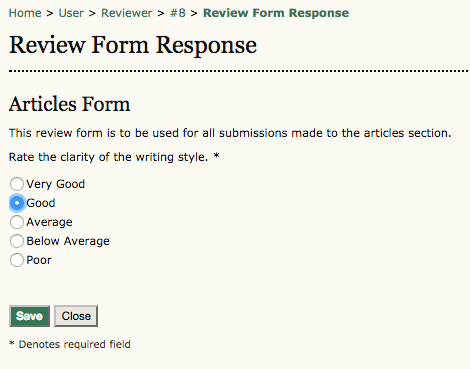 Home > User > Reviewer > #8 > Review Form Response
Review Form Response
Articles Form
This review form is to be used for all submissions made to the articles section.
Rate the clarity of the writing style. *
Very Good
Good
Average
Below Average
Poor
Save Close
* Denotes required field